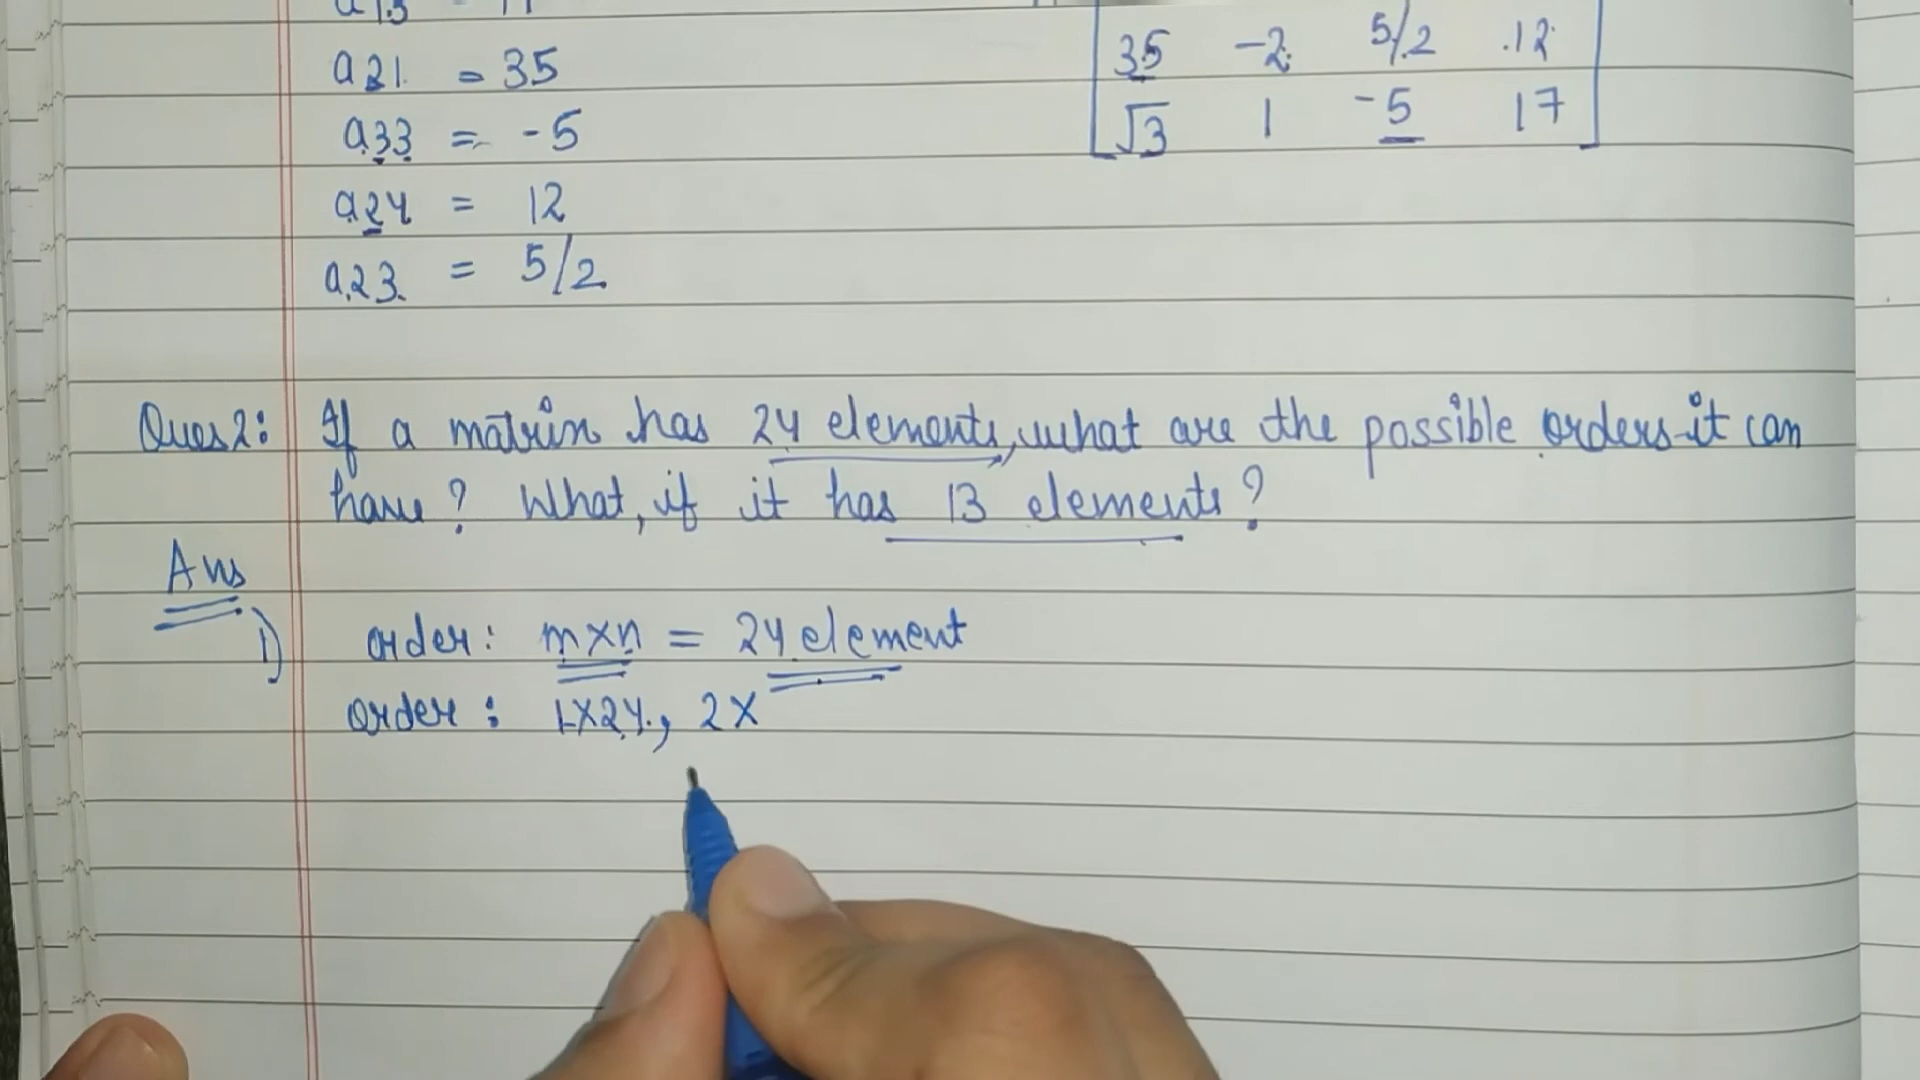 a21 = 35
a33 = -5
a24 = 12
a23 = 5/2
35 -2 5/2 12
√3 1 -5 17
Ques2: If a matrix has 24 elements, what are the possible orders it can
have? What, if it has 13 elements?
Ans
1) order: m×n = 24 element
order: 1×24, 2×